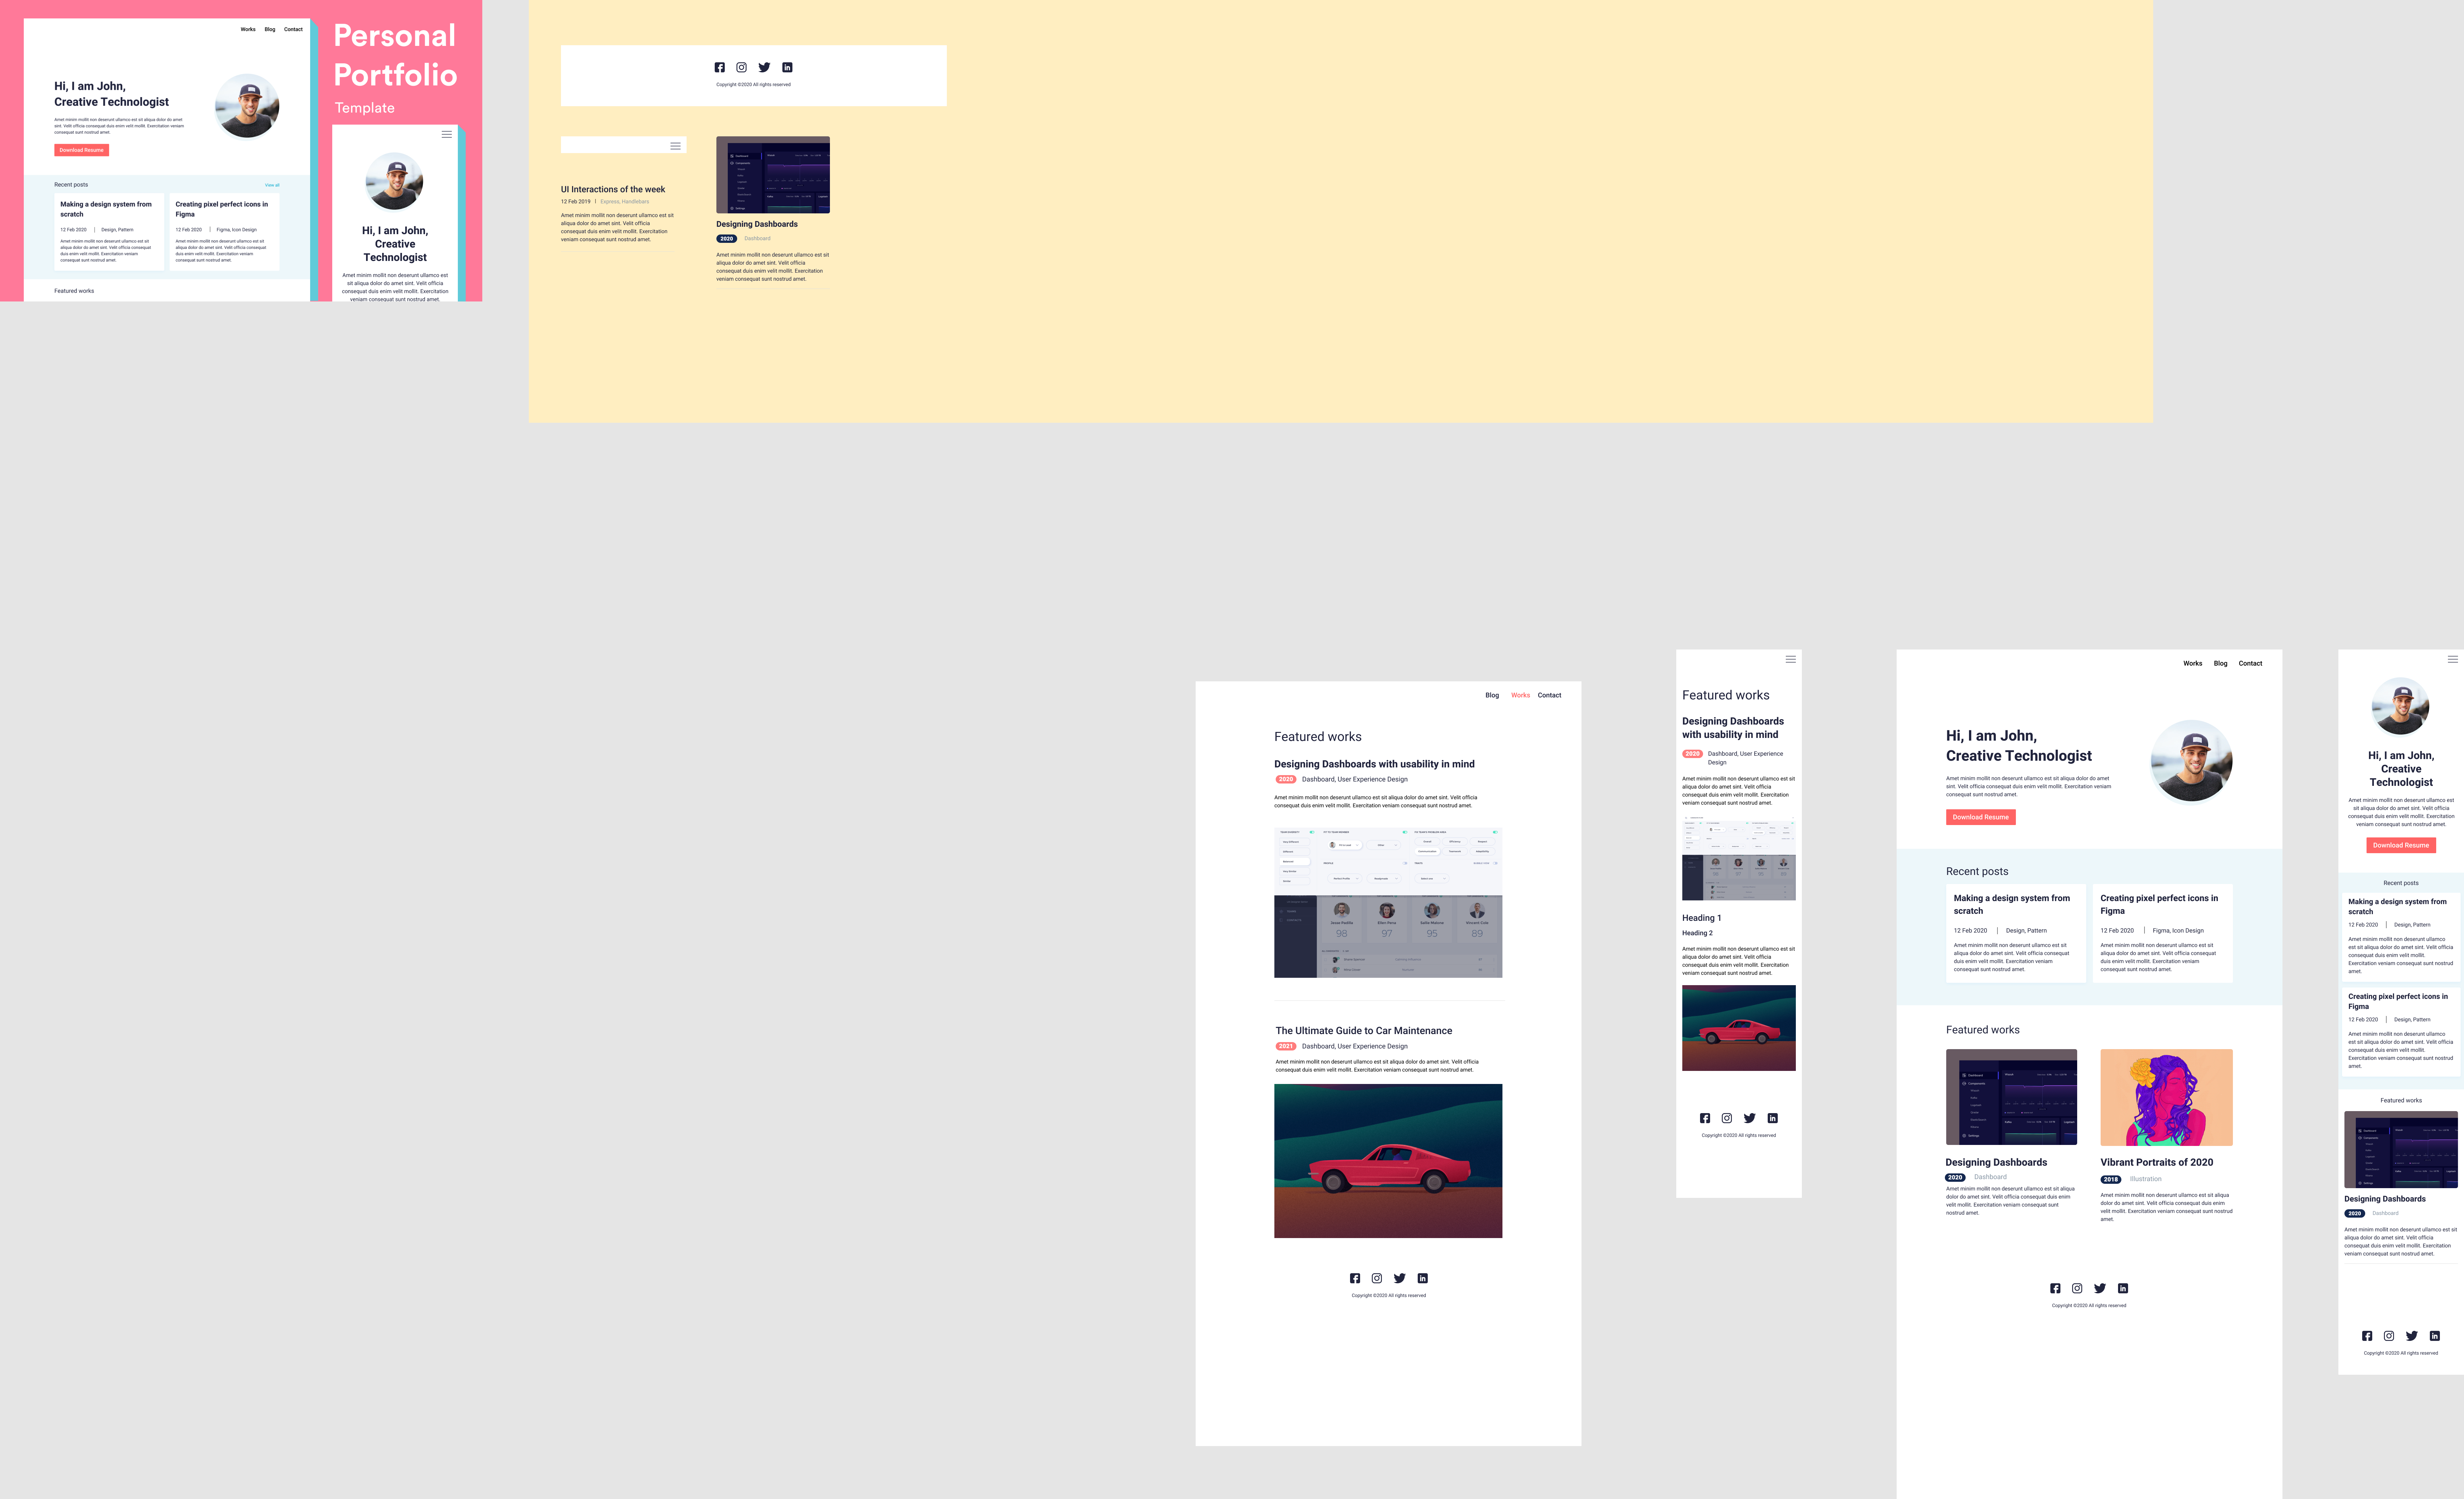 Works Blog Contact
Hi, I am John,
Creative Technologist
Amet minim mollit non deserunt ullamco est sit aliqua dolor do amet
sint. Velit officia consequat duis enim velit mollit. Exercitation veniam
consequat sunt nostrud amet.
Download Resume
Recent posts View all
Making a design system from
scratch
12 Feb 2020 | Design, Pattern
Amet minim mollit non deserunt ullamco est sit
aliqua dolor do amet sint. Velit officia consequat
duis enim velit mollit. Exercitation veniam
consequat sunt nostrud amet.
Creating pixel perfect icons in
Figma
12 Feb 2020 | Figma, Icon Design
Amet minim mollit non deserunt ullamco est sit
aliqua dolor do amet sint. Velit officia consequat
duis enim velit mollit. Exercitation veniam
consequat sunt nostrud amet.
Featured works
Personal
Portfolio
Template
Hi, I am John,
Creative
Technologist
Amet minim mollit non deserunt ullamco est
sit aliqua dolor do amet sint. Velit officia
consequat duis enim velit mollit. Exercitation
veniam consequat sunt nostrud amet.
Copyright ©2020 All rights reserved
UI Interactions of the week
12 Feb 2019 | Express, Handlebars
Amet minim mollit non deserunt ullamco est sit
aliqua dolor do amet sint. Velit officia
consequat duis enim velit mollit. Exercitation
veniam consequat sunt nostrud amet.
Dashboard
Components
Settings
Designing Dashboards
2020 Dashboard
Amet minim mollit non deserunt ullamco est sit
aliqua dolor do amet sint. Velit officia
consequat duis enim velit mollit. Exercitation
veniam consequat sunt nostrud amet.
Blog Works Contact
Featured works
Designing Dashboards with usability in mind
2020 Dashboard, User Experience Design
Amet minim mollit non deserunt ullamco est sit aliqua dolor do amet sint. Velit officia
consequat duis enim velit mollit. Exercitation veniam consequat sunt nostrud amet.
98 97 95 89
The Ultimate Guide to Car Maintenance
2021 Dashboard, User Experience Design
Amet minim mollit non deserunt ullamco est sit aliqua dolor do amet sint. Velit officia
consequat duis enim velit mollit. Exercitation veniam consequat sunt nostrud amet.
Copyright ©2020 All rights reserved
Featured works
Designing Dashboards
with usability in mind
2020 Dashboard, User Experience
Design
Amet minim mollit non deserunt ullamco est sit
aliqua dolor do amet sint. Velit officia
consequat duis enim velit mollit. Exercitation
veniam consequat sunt nostrud amet.
Heading 1
Heading 2
Amet minim mollit non deserunt ullamco est sit
aliqua dolor do amet sint. Velit officia
consequat duis enim velit mollit. Exercitation
veniam consequat sunt nostrud amet.
Copyright ©2020 All rights reserved
Works Blog Contact
Hi, I am John,
Creative Technologist
Amet minim mollit non deserunt ullamco est sit aliqua dolor do amet
sint. Velit officia consequat duis enim velit mollit. Exercitation veniam
consequat sunt nostrud amet.
Download Resume
Recent posts
Making a design system from
scratch
12 Feb 2020 | Design, Pattern
Amet minim mollit non deserunt ullamco est sit
aliqua dolor do amet sint. Velit officia consequat
duis enim velit mollit. Exercitation veniam
consequat sunt nostrud amet.
Creating pixel perfect icons in
Figma
12 Feb 2020 | Figma, Icon Design
Amet minim mollit non deserunt ullamco est sit
aliqua dolor do amet sint. Velit officia consequat
duis enim velit mollit. Exercitation veniam
consequat sunt nostrud amet.
Featured works
Dashboard
Components
Settings
Designing Dashboards
2020 Dashboard
Amet minim mollit non deserunt ullamco est sit aliqua
dolor do amet sint. Velit officia consequat duis enim
velit mollit. Exercitation veniam consequat sunt
nostrud amet.
Vibrant Portraits of 2020
2018 Illustration
Amet minim mollit non deserunt ullamco est sit aliqua
dolor do amet sint. Velit officia consequat duis enim
velit mollit. Exercitation veniam consequat sunt nostrud
amet.
Copyright ©2020 All rights reserved
Hi, I am John,
Creative
Technologist
Amet minim mollit non deserunt ullamco est
sit aliqua dolor do amet sint. Velit officia
consequat duis enim velit mollit. Exercitation
veniam consequat sunt nostrud amet.
Download Resume
Recent posts
Making a design system from
scratch
12 Feb 2020 | Design, Pattern
Amet minim mollit non deserunt ullamco
est sit aliqua dolor do amet sint. Velit officia
consequat duis enim velit mollit.
Exercitation veniam consequat sunt nostrud
amet.
Creating pixel perfect icons in
Figma
12 Feb 2020 | Design, Pattern
Amet minim mollit non deserunt ullamco
est sit aliqua dolor do amet sint. Velit officia
consequat duis enim velit mollit.
Exercitation veniam consequat sunt nostrud
amet.
Featured works
Designing Dashboards
2020 Dashboard
Amet minim mollit non deserunt ullamco est sit
aliqua dolor do amet sint. Velit officia
consequat duis enim velit mollit. Exercitation
veniam consequat sunt nostrud amet.
Copyright ©2020 All rights reserved